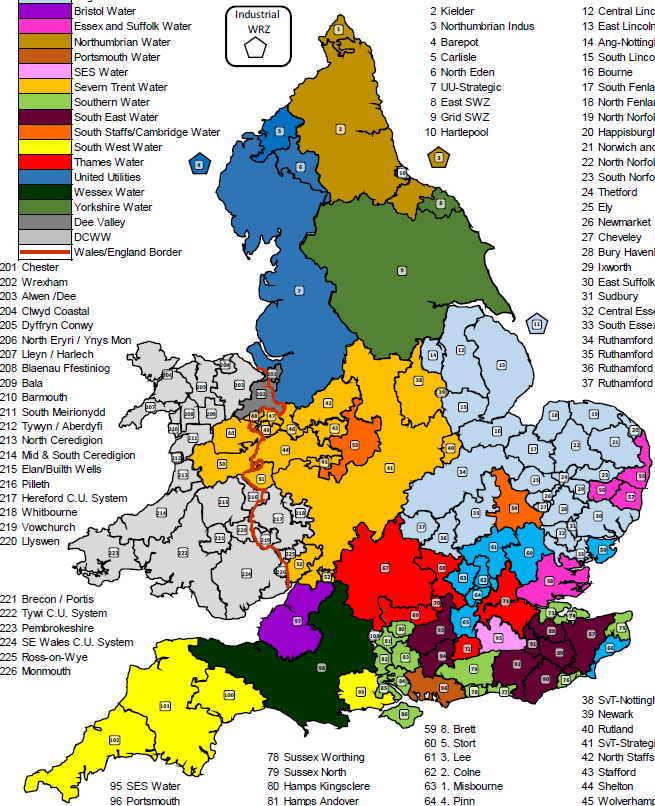 Bristol Water
Essex and Suffolk Water
Northumbrian Water
Portsmouth Water
SES Water
Severn Trent Water
Southern Water
South East Water
South Staffs/Cambridge Water
South West Water
Thames Water
United Utilities
Wessex Water
Yorkshire Water
Dee Valley
DCWW
Wales/England Border
Industrial
WRZ
2 Kielder
3 Northumbrian Indus
4 Barepot
5 Carlisle
6 North Eden
7 UU-Strategic
8 East SWZ
9 Grid SWZ
10 Hartlepool
12 Central Linc
13 East Lincoln
14 Ang-Nottingh
15 South Linco
16 Bourne
17 South Fenla
18 North Fenlan
19 North Norfol
20 Happisburgh
21 Norwich and
22 North Norfol
23 South Norfo
24 Thetford
25 Ely
26 Newmarket
27 Cheveley
28 Bury Havenh
29 Ixworth
30 East Suffolk
31 Sudbury
32 Central Esse
33 South Essex
34 Ruthamford
35 Ruthamford
36 Ruthamford
37 Ruthamford
201 Chester
202 Wrexham
203 Alwen /Dee
204 Clwyd Coastal
205 Dyffryn Conwy
206 North Eryri / Ynys Mon
207 Lleyn / Harlech
208 Blaenau Ffestiniog
209 Bala
210 Barmouth
211 South Meirionydd
212 Tywyn / Aberdyfi
213 North Ceredigion
214 Mid & South Ceredigion
215 Elan/Builth Wells
216 Pilleth
217 Hereford C.U. System
218 Whitbourne
219 Vowchurch
220 Llyswen
221 Brecon / Portis
222 Tywi C.U. System
223 Pembrokeshire
224 SE Wales C.U. System
225 Ross-on-Wye
226 Monmouth
38 SvT-Nottingh
39 Newark
40 Rutland
41 SvT-Strategi
42 North Staffs
43 Stafford
44 Shelton
45 Wolverhamp
59 8. Brett
60 5. Stort
61 3. Lee
62 2. Colne
63 1. Misbourne
64 4. Pinn
78 Sussex Worthing
79 Sussex North
80 Hamps Kingsclere
81 Hamps Andover
95 SES Water
96 Portsmouth